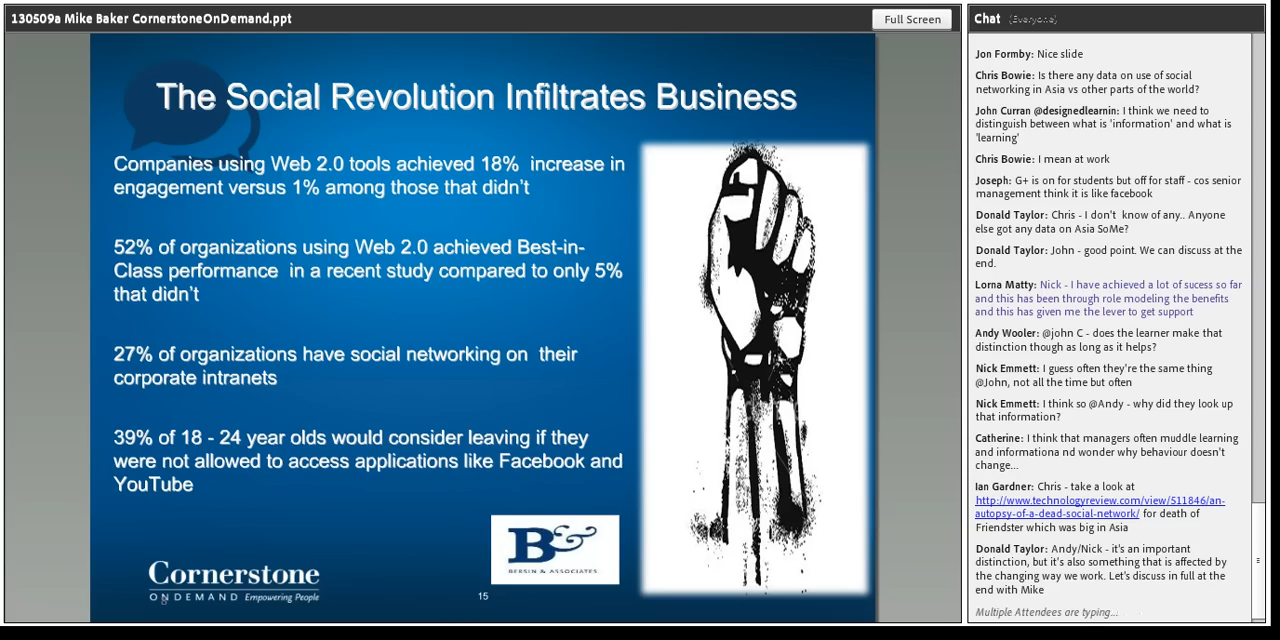 130509a Mike Baker CornerstoneOnDemand.ppt
Full Screen
The Social Revolution Infiltrates Business
Companies using Web 2.0 tools achieved 18% increase in
engagement versus 1% among those that didn't
52% of organizations using Web 2.0 achieved Best-in-
Class performance in a recent study compared to only 5%
that didn't
27% of organizations have social networking on their
corporate intranets
39% of 18 - 24 year olds would consider leaving if they
were not allowed to access applications like Facebook and
YouTube
B&
BERSIN & ASSOCIATES
Cornerstone
ONDEMAND Empowering People
8
15
Chat (Everyone)
Jon Formby: Nice slide
Chris Bowie: Is there any data on use of social
networking in Asia vs other parts of the world?
John Curran @designedlearnin: I think we need to
distinguish between what is 'information' and what is
'learning'
Chris Bowie: I mean at work
Joseph: G+ is on for students but off for staff - cos senior
management think it is like facebook
Donald Taylor: Chris - I don't know of any.. Anyone
else got any data on Asia SoMe?
Donald Taylor: John - good point. We can discuss at the
end.
Lorna Matty: Nick - I have achieved a lot of sucess so far
and this has been through role modeling the benefits
and this has given me the lever to get support
Andy Wooler: @john C - does the learner make that
distinction though as long as it helps?
Nick Emmett: I guess often they're the same thing
@John, not all the time but often
Nick Emmett: I think so @Andy - why did they look up
that information?
Catherine: I think that managers often muddle learning
and informationa nd wonder why behaviour doesn't
change...
Ian Gardner: Chris - take a look at
http://www.technologyreview.com/view/511846/an-
autopsy-of-a-dead-social-network/ for death of
Friendster which was big in Asia
Donald Taylor: Andy/Nick - it's an important
distinction, but it's also something that is affected by
the changing way we work. Let's discuss in full at the
end with Mike
Multiple Attendees are typing...